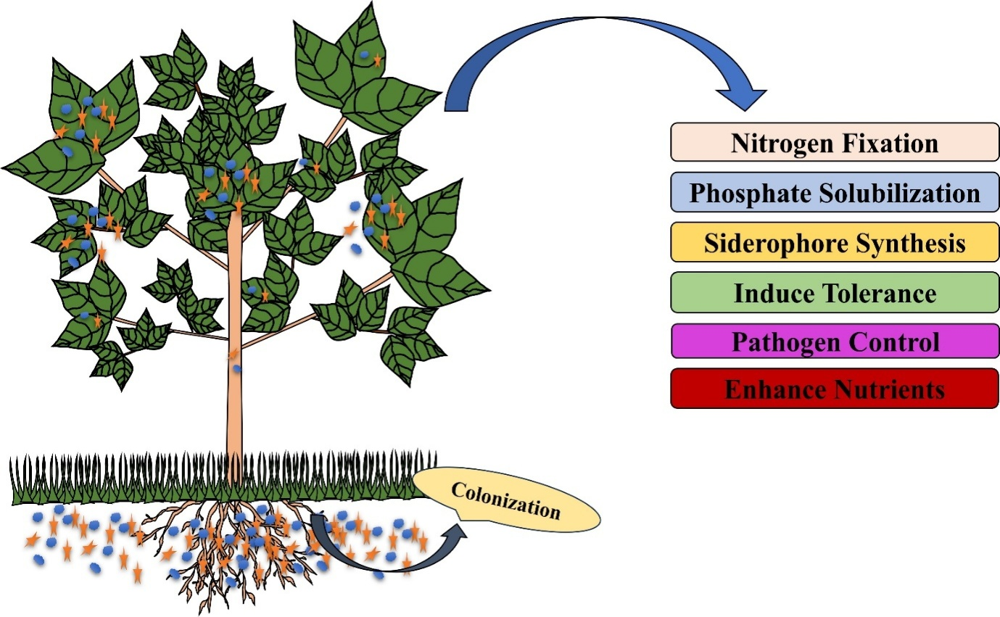 Nitrogen Fixation
Phosphate Solubilization
Siderophore Synthesis
Induce Tolerance
Pathogen Control
Enhance Nutrients
Colonization